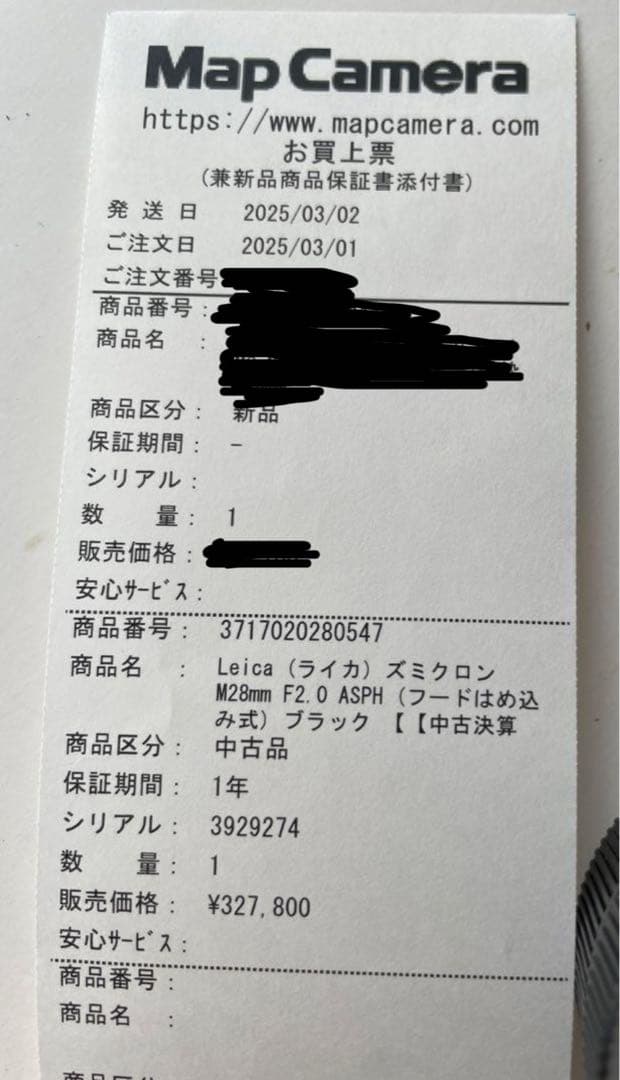 Map Camera
https://www.mapcamera.com
お買上票
(兼新品商品保証書添付書)
発 送 日 2025/03/02
ご注文日 2025/03/01
ご注文番号
商品番号:
商品名 :
商品区分: 新品
保証期間: -
シリアル:
数 量: 1
販売価格:
安心ｻｰﾋﾞｽ:
商品番号: 3717020280547
商品名 : Leica (ライカ) ズミクロン
M28mm F2.0 ASPH (フードはめ込
み式) ブラック 【【中古決算
商品区分: 中古品
保証期間: 1年
シリアル: 3929274
数 量: 1
販売価格: ¥327,800
安心ｻｰﾋﾞｽ:
商品番号:
商品名 :